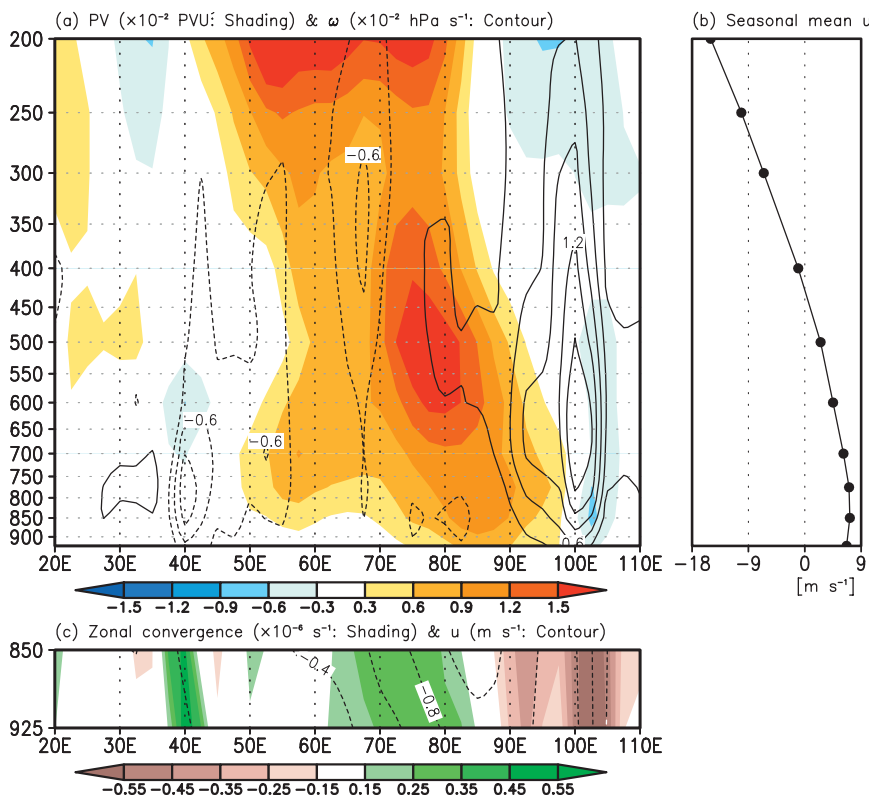 (a) PV (×10⁻² PVU: Shading) & ω (×10⁻² hPa s⁻¹: Contour)
(b) Seasonal mean u
200
250
300
350
400
450
500
550
600
650
700
750
800
850
900
-0.6
1.2
-0.6
-0.6
0.6
20E 30E 40E 50E 60E 70E 80E 90E 100E 110E
-18 -9 0 9
[m s⁻¹]
-1.5 -1.2 -0.9 -0.6 -0.3 0.3 0.6 0.9 1.2 1.5
(c) Zonal convergence (×10⁻⁶ s⁻¹: Shading) & u (m s⁻¹: Contour)
850
925
-0.4
-0.8
20E 30E 40E 50E 60E 70E 80E 90E 100E 110E
-0.55 -0.45 -0.35 -0.25 -0.15 0.15 0.25 0.35 0.45 0.55